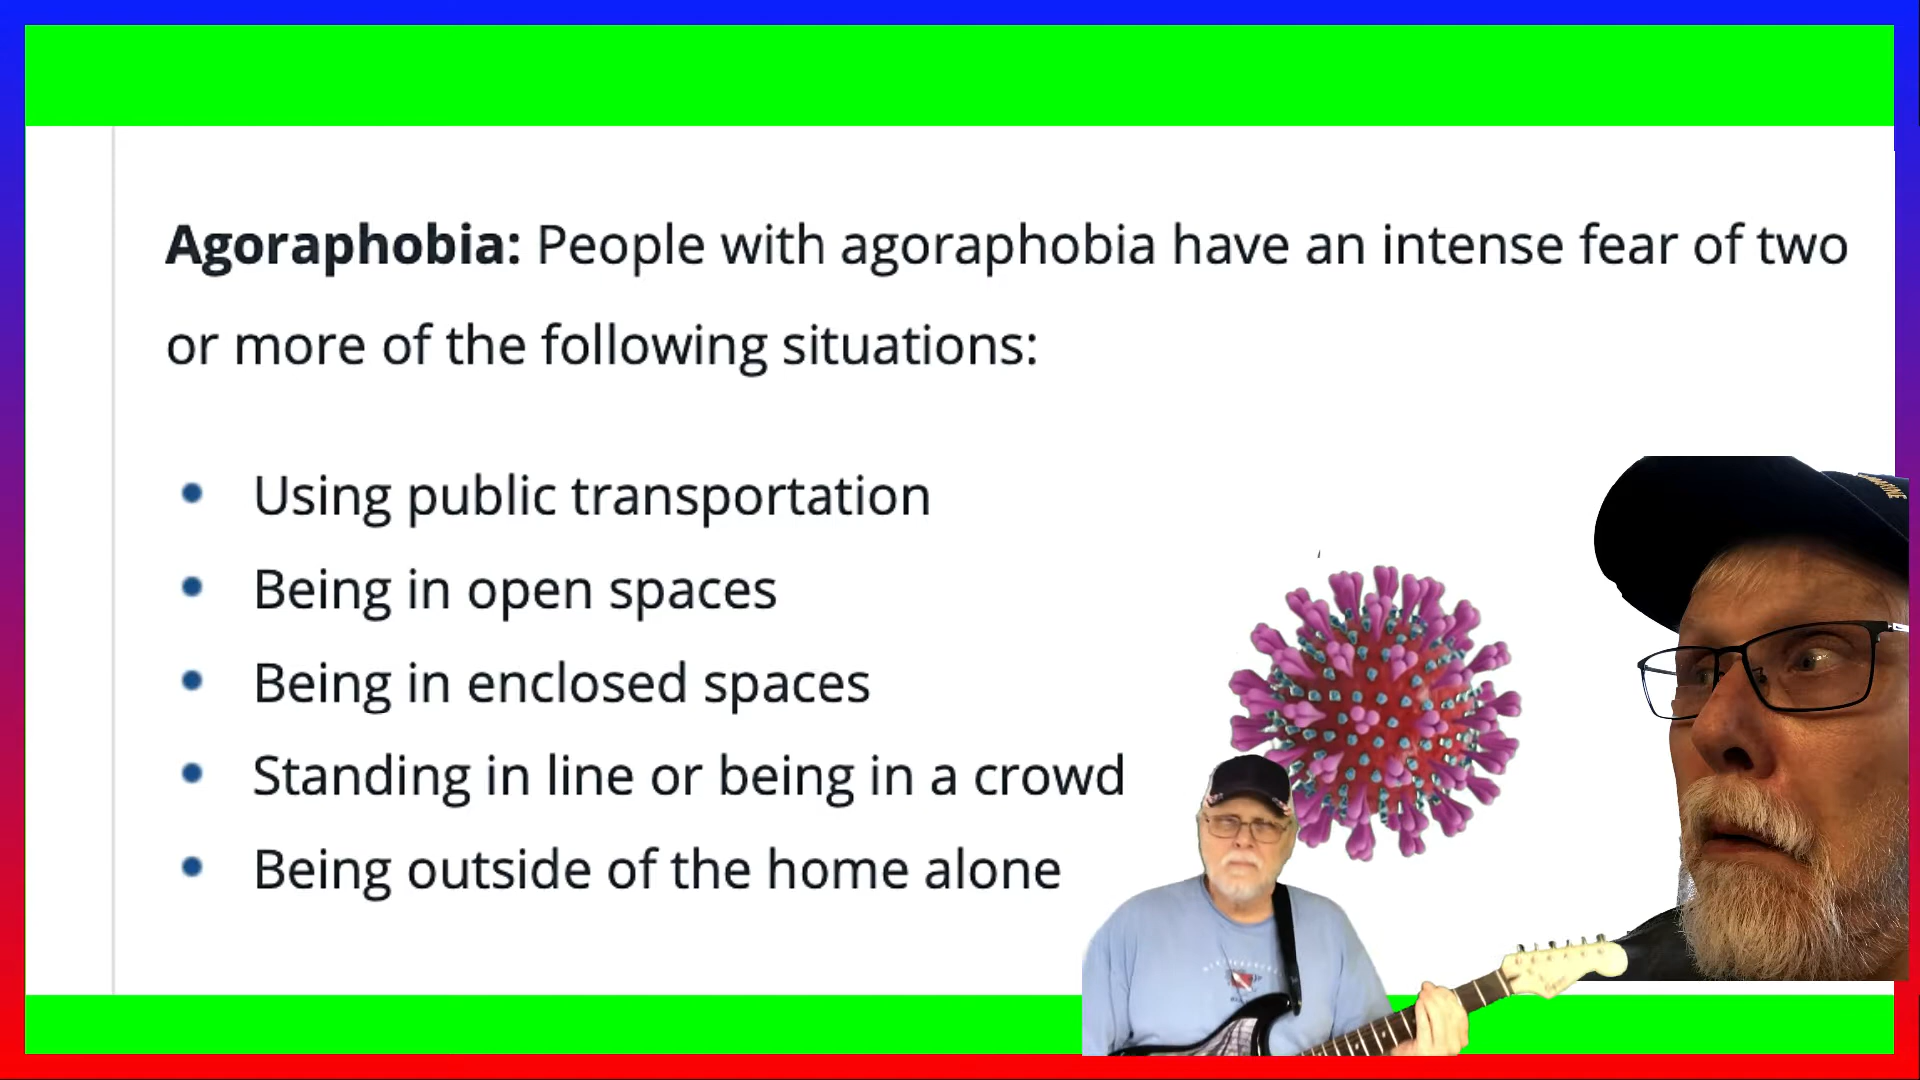 Agoraphobia: People with agoraphobia have an intense fear of two
or more of the following situations:
Using public transportation
Being in open spaces
Being in enclosed spaces
Standing in line or being in a crowd
Being outside of the home alone